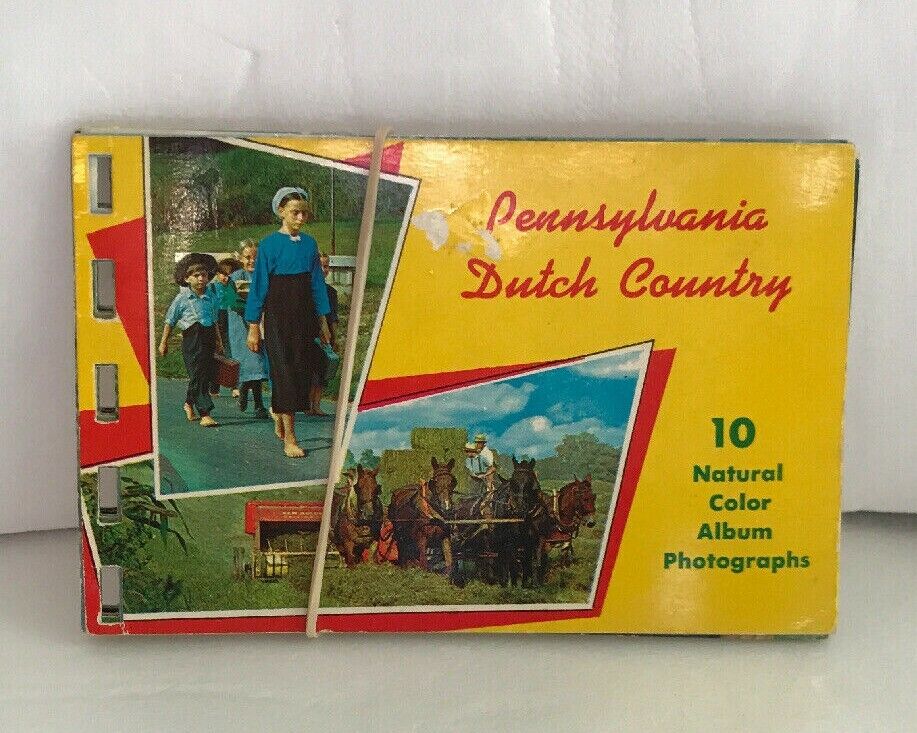 Pennsylvania
Dutch Country
10
Natural
Color
Album
Photographs